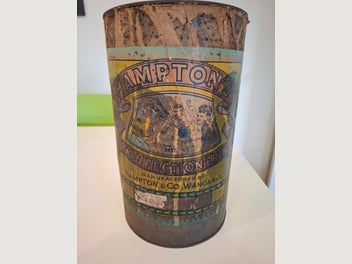 HAMPTON'S
CONFECTIONERY
MANUFACTURED BY
HAMPTON & CO. WANGANUI